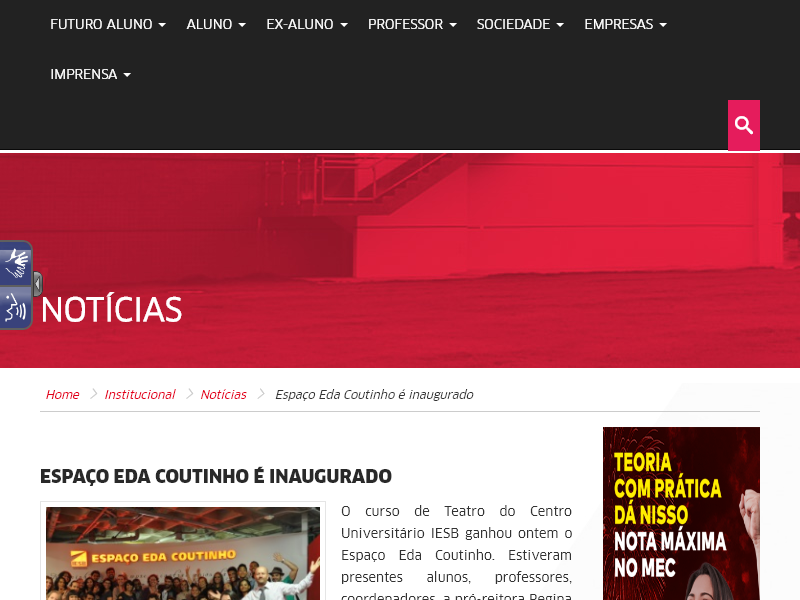 FUTURO ALUNO ALUNO EX-ALUNO PROFESSOR SOCIEDADE EMPRESAS
IMPRENSA
NOTÍCIAS
Home Institucional Notícias Espaço Eda Coutinho é inaugurado
ESPAÇO EDA COUTINHO É INAUGURADO
ESPAÇO EDA COUTINHO
O curso de Teatro do Centro
Universitário IESB ganhou ontem o
Espaço Eda Coutinho. Estiveram
presentes alunos, professores,
coordenadores, a pró-reitora Regina
TEORIA
COM PRÁTICA
DÁ NISSO
NOTA MÁXIMA
NO MEC